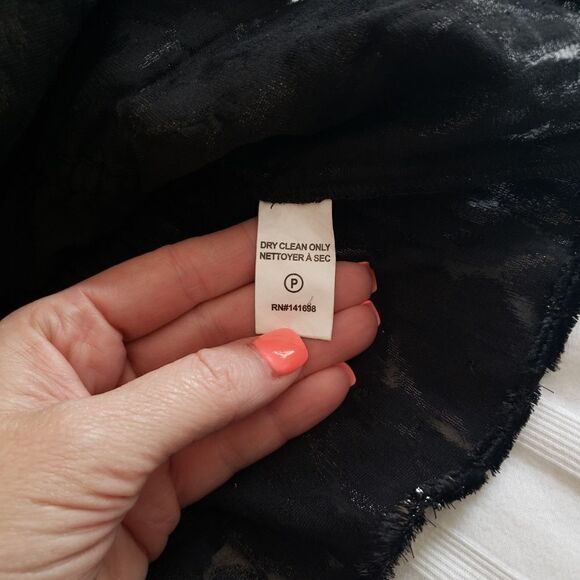 DRY CLEAN ONLY
NETTOYER À SEC
P
RN#141698